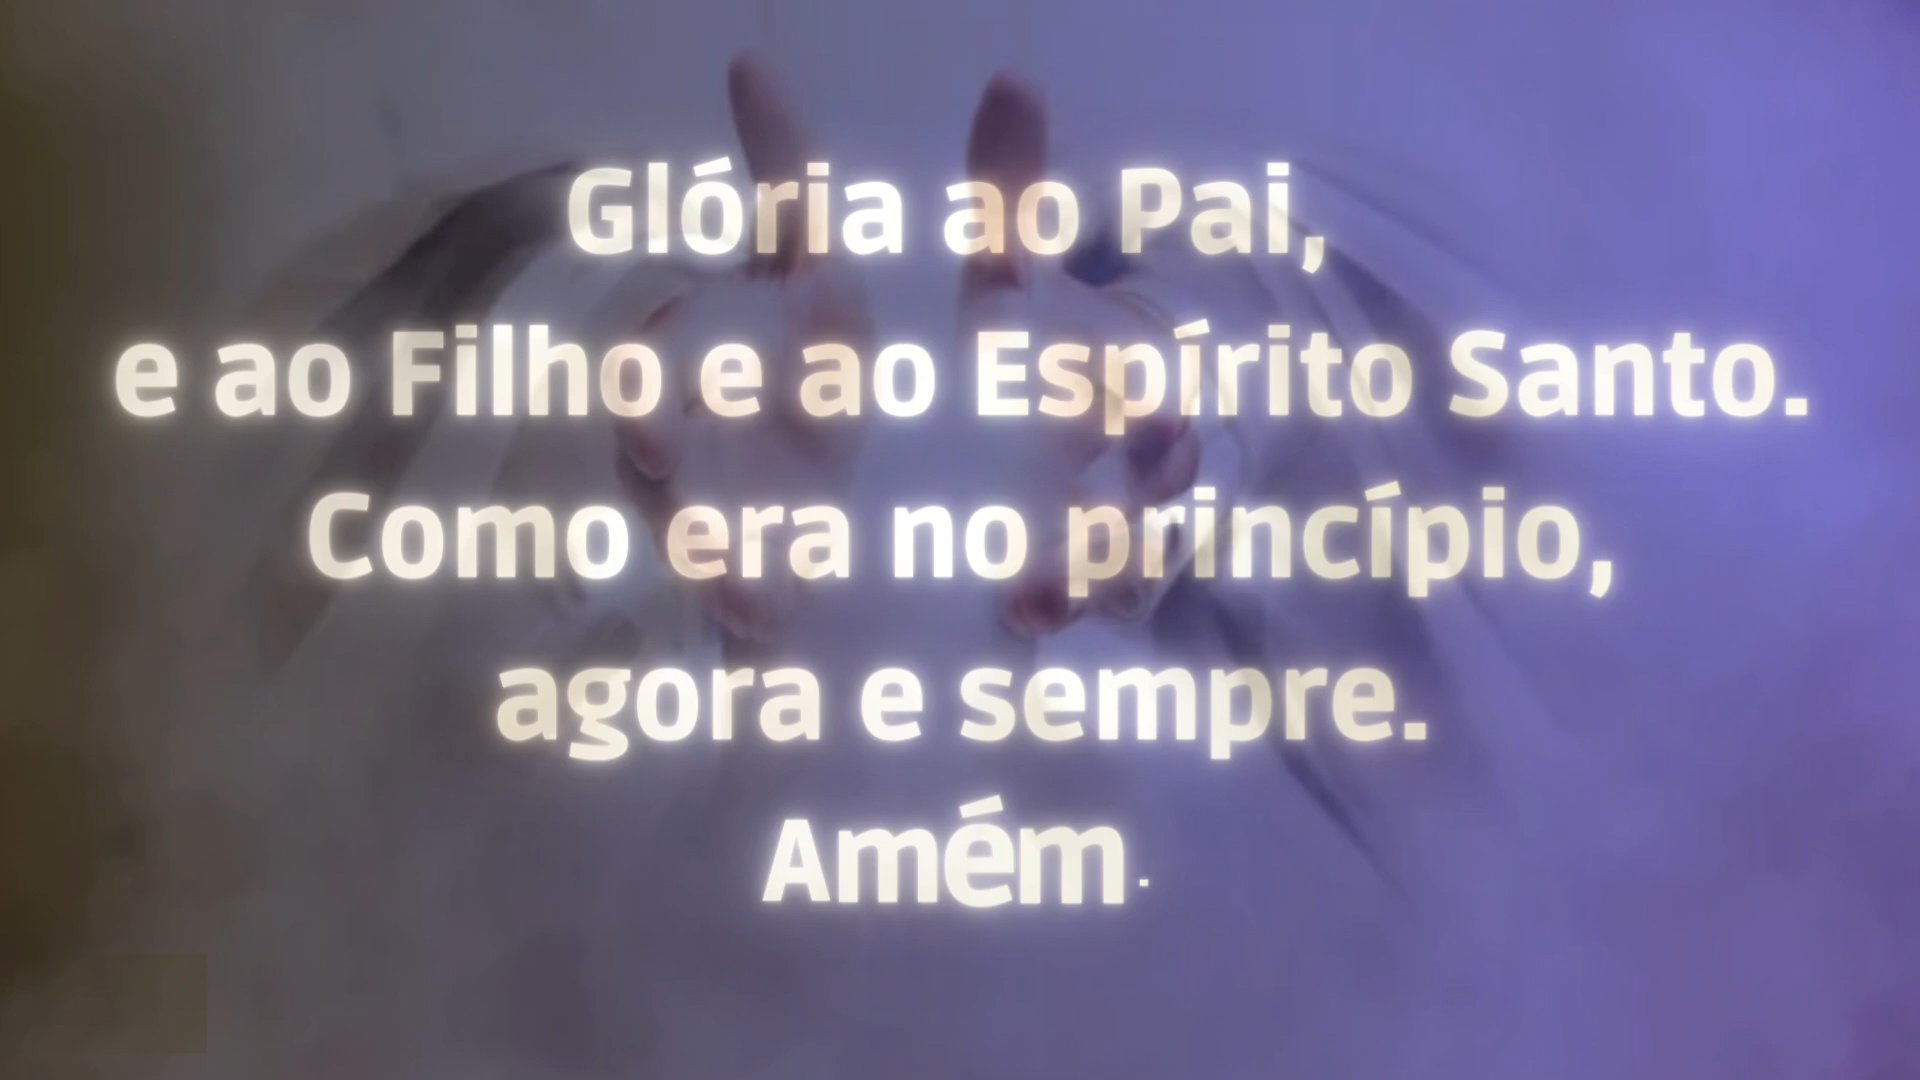 Glória ao Pai,
e ao Filho e ao Espírito Santo.
Como era no princípio,
agora e sempre.
Amém.